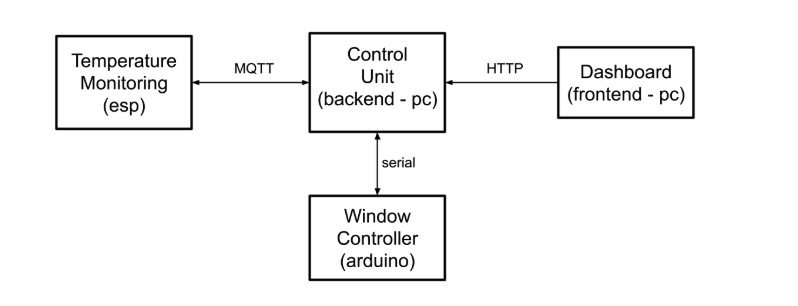 Temperature
Monitoring
(esp)
MQTT
Control
Unit
(backend - pc)
HTTP
Dashboard
(frontend - pc)
serial
Window
Controller
(arduino)